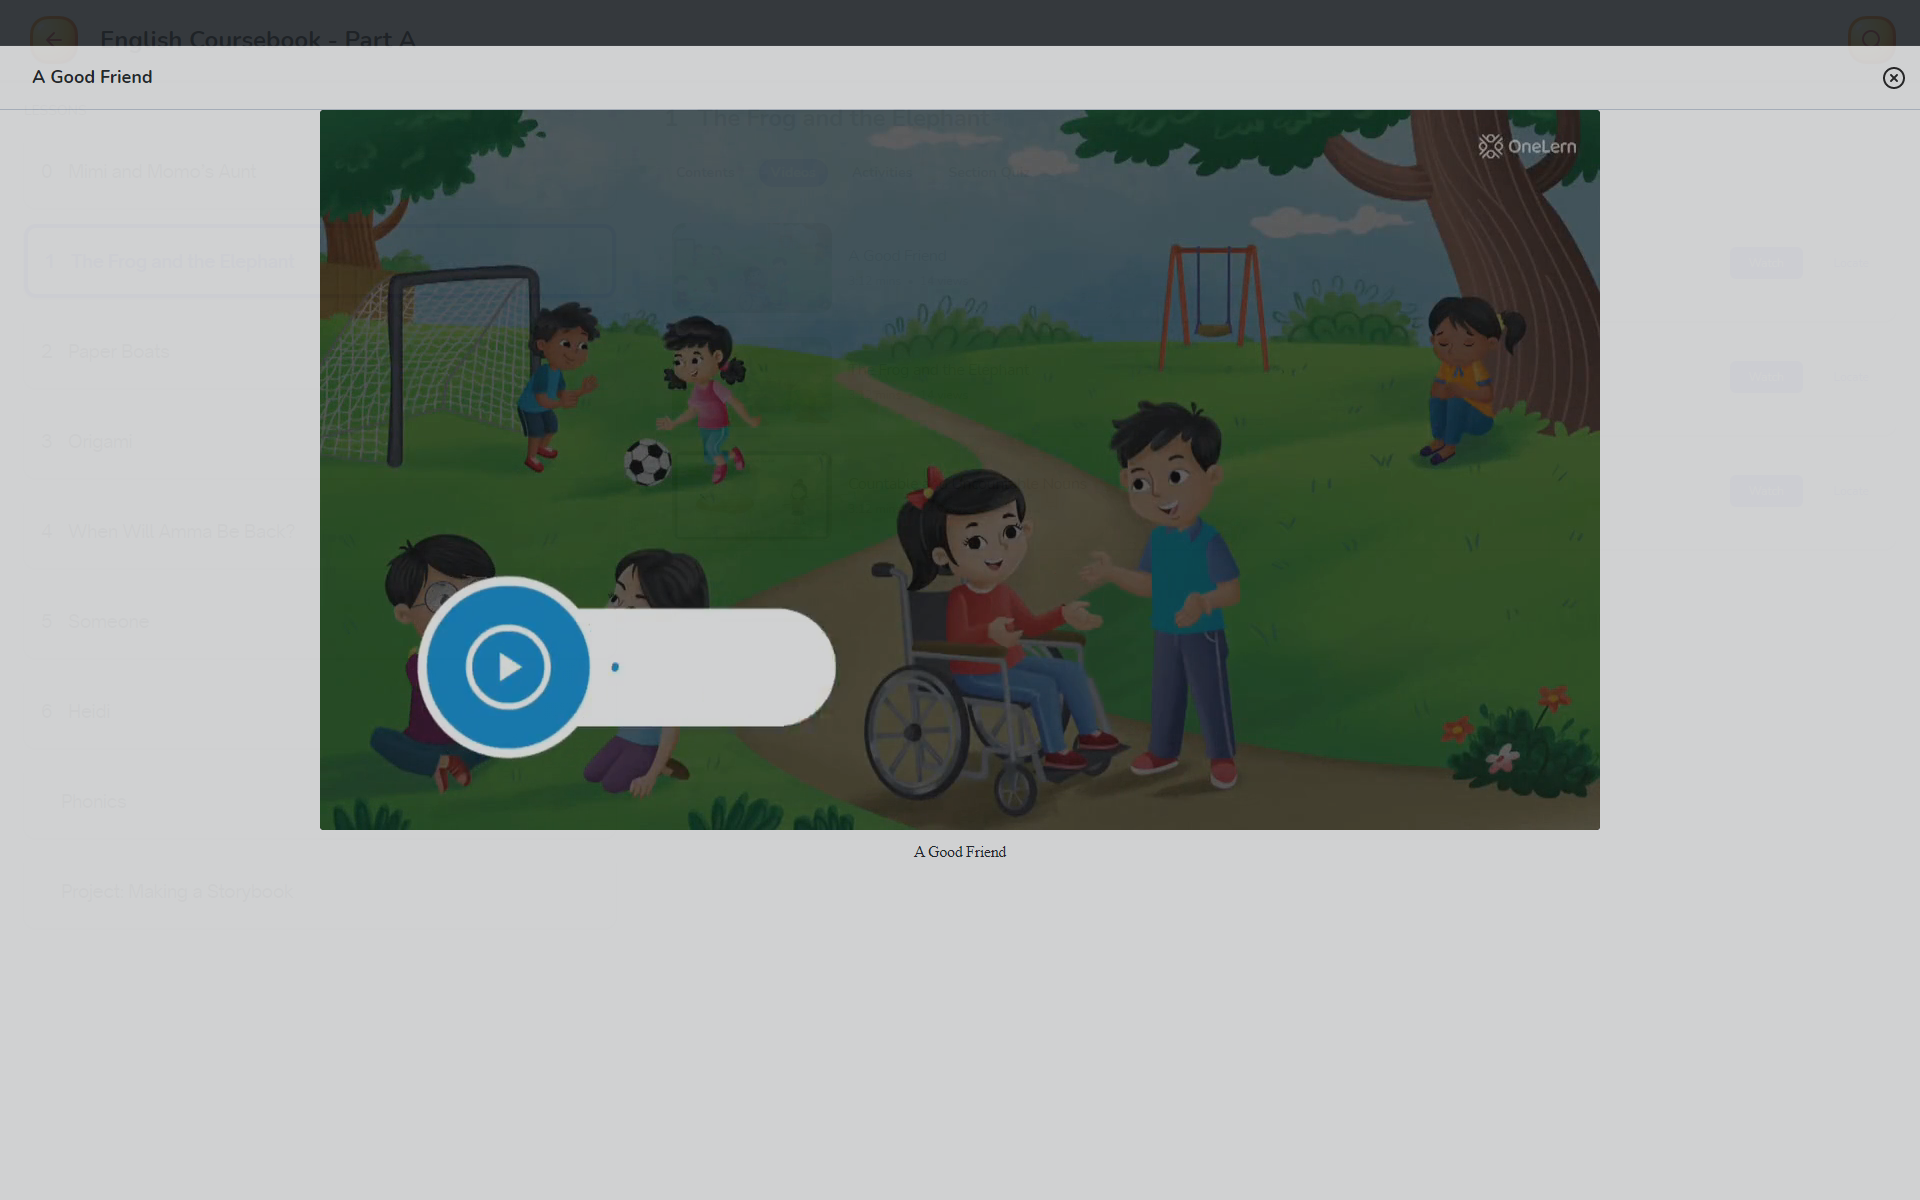 English Coursebook - Part A
A Good Friend
1 The Frog and the Elephant
OneLern
0 Mimi and Momo's Aunt
Contents
Activities
1 The Frog and the Elephant
A Good Friend
2 Paper Boats
3 Origami
4 When Will Amma Be Back?
5 Someone
6 Heidi
Phonics
A Good Friend
Project: Making a Storybook